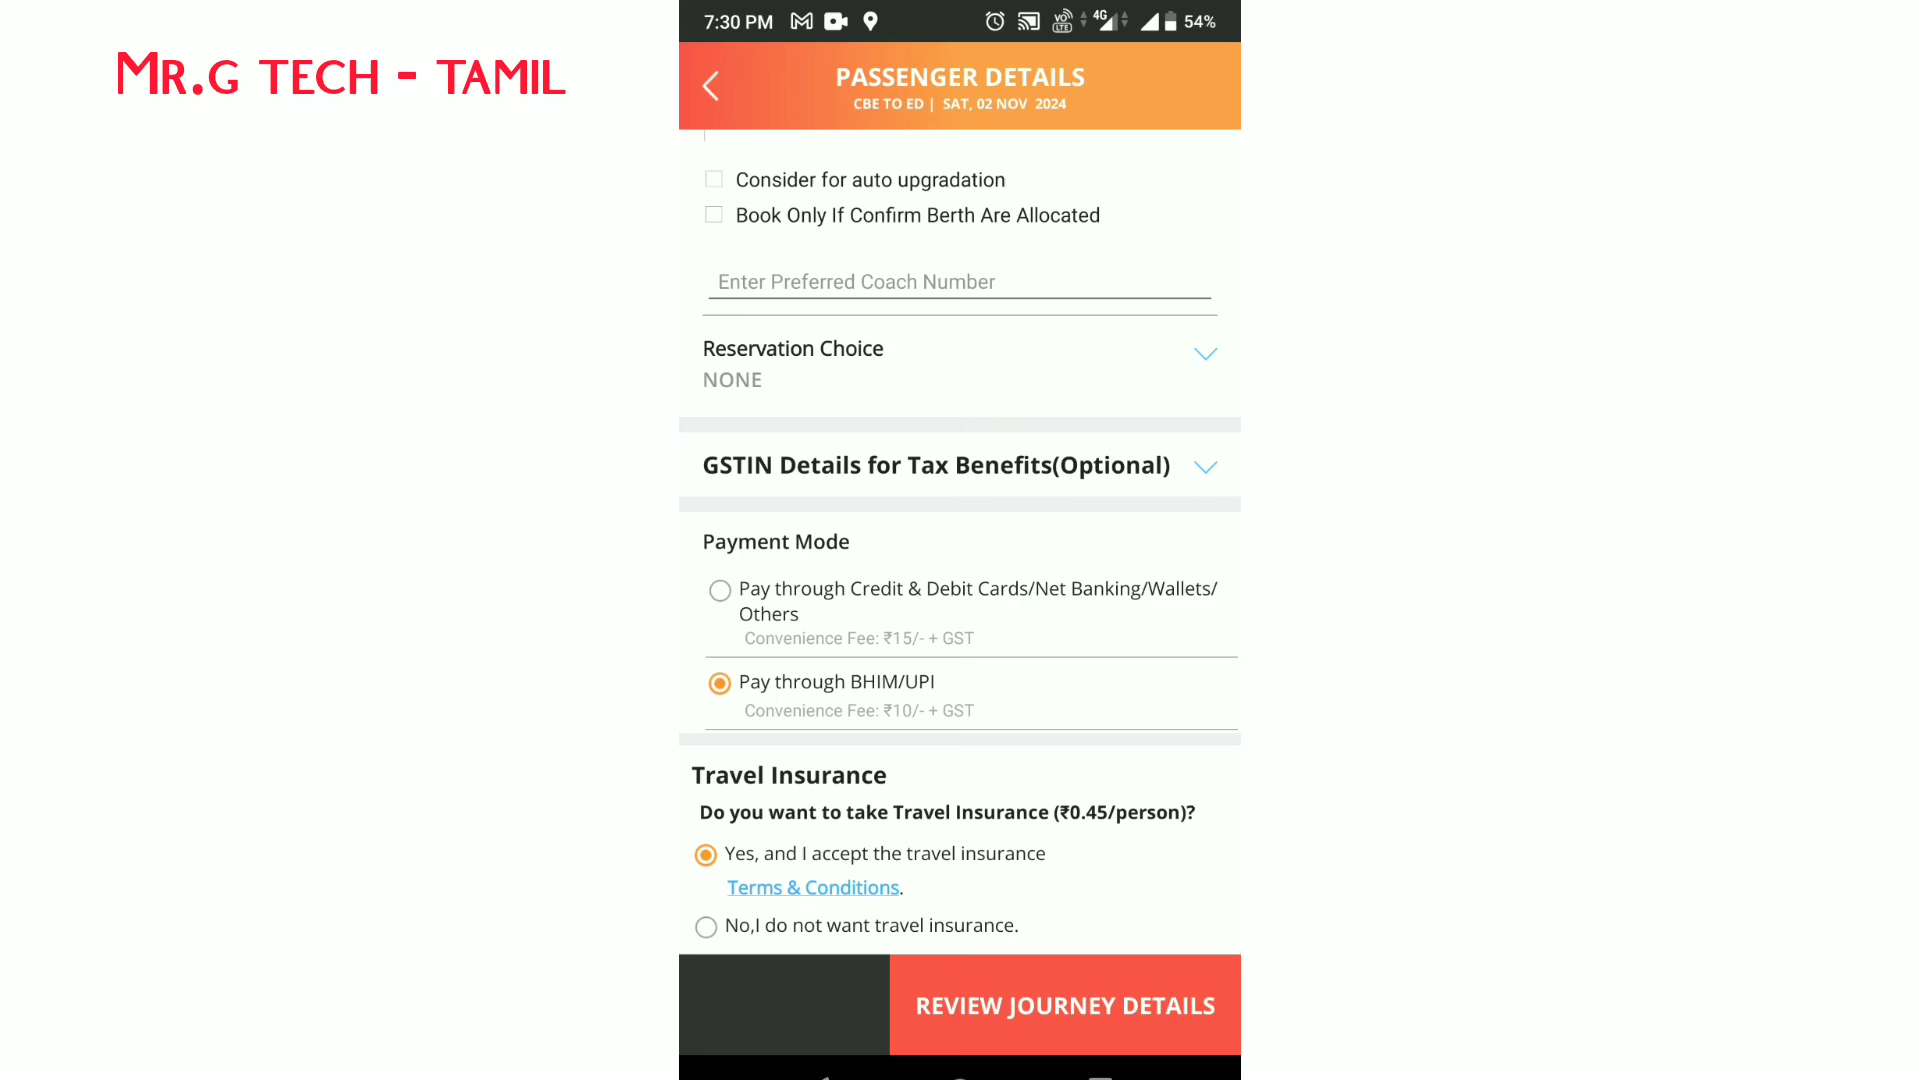 7:30 PM VO LTE 4G 54%
MR.G TECH - TAMIL
PASSENGER DETAILS
CBE TO ED | SAT, 02 NOV 2024
Consider for auto upgradation
Book Only If Confirm Berth Are Allocated
Enter Preferred Coach Number
Reservation Choice
NONE
GSTIN Details for Tax Benefits(Optional)
Payment Mode
Pay through Credit & Debit Cards/Net Banking/Wallets/
Others
Convenience Fee: ₹15/- + GST
Pay through BHIM/UPI
Convenience Fee: ₹10/- + GST
Travel Insurance
Do you want to take Travel Insurance (₹0.45/person)?
Yes, and I accept the travel insurance
Terms & Conditions.
No,I do not want travel insurance.
REVIEW JOURNEY DETAILS